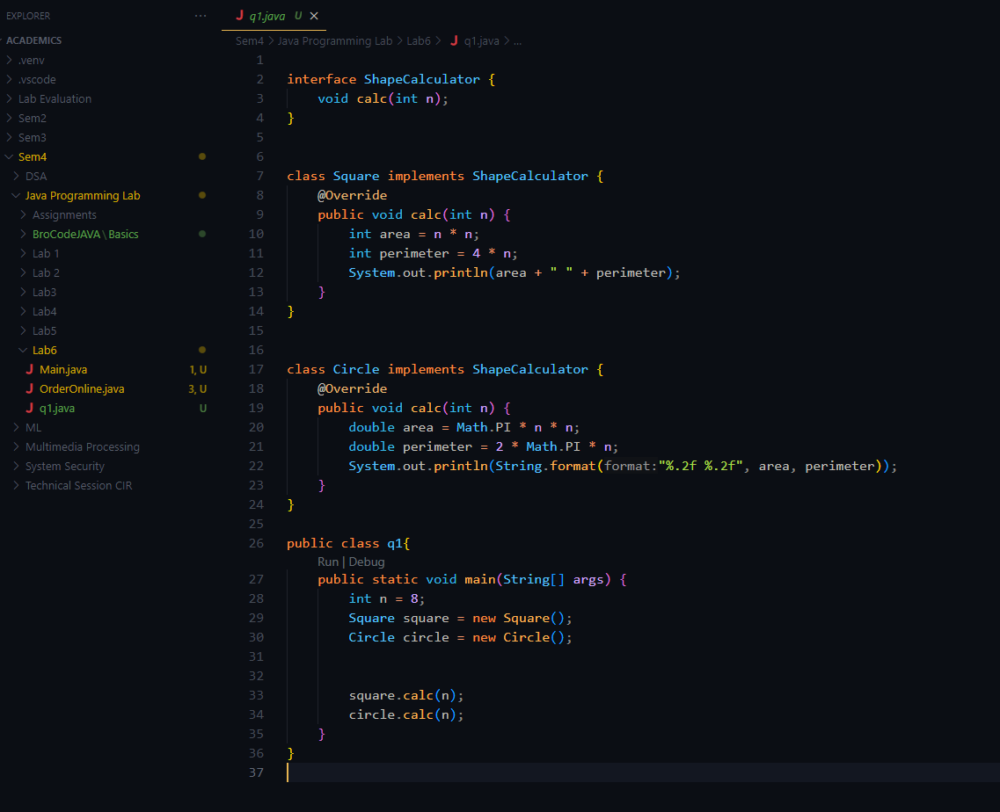 EXPLORER ...
ACADEMICS
.venv
.vscode
Lab Evaluation
Sem2
Sem3
Sem4
DSA
Java Programming Lab
Assignments
BroCodeJAVA\Basics
Lab 1
Lab 2
Lab3
Lab4
Lab5
Lab6
J Main.java 1, U
J OrderOnline.java 3, U
J q1.java U
ML
Multimedia Processing
System Security
Technical Session CIR
J q1.java U ×
Sem4 > Java Programming Lab > Lab6 > J q1.java > ...
1
2 interface ShapeCalculator {
3     void calc(int n);
4 }
5
6
7 class Square implements ShapeCalculator {
8     @Override
9     public void calc(int n) {
10         int area = n * n;
11         int perimeter = 4 * n;
12         System.out.println(area + " " + perimeter);
13     }
14 }
15
16
17 class Circle implements ShapeCalculator {
18     @Override
19     public void calc(int n) {
20         double area = Math.PI * n * n;
21         double perimeter = 2 * Math.PI * n;
22         System.out.println(String.format(format:"%.2f %.2f", area, perimeter));
23     }
24 }
25
26 public class q1{
Run | Debug
27     public static void main(String[] args) {
28         int n = 8;
29         Square square = new Square();
30         Circle circle = new Circle();
31
32
33         square.calc(n);
34         circle.calc(n);
35     }
36 }
37